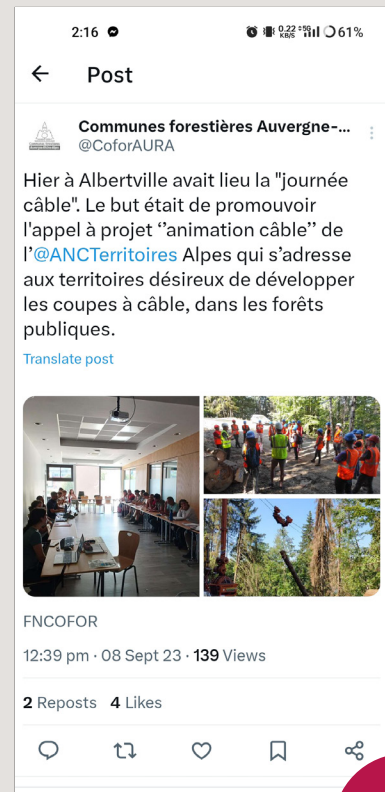 2:16
0.22 KB/S 5G 61%
Post
Communes forestières Auvergne-...
@CoforAURA
Hier à Albertville avait lieu la "journée
câble". Le but était de promouvoir
l'appel à projet ‘’animation câble’’ de
l’@ANCTerritoires Alpes qui s’adresse
aux territoires désireux de développer
les coupes à câble, dans les forêts
publiques.
Translate post
FNCOFOR
12:39 pm · 08 Sept 23 · 139 Views
2 Reposts 4 Likes